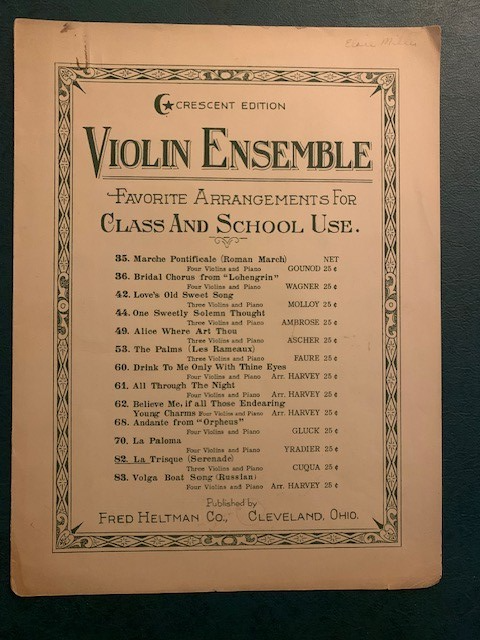 CRESCENT EDITION
VIOLIN ENSEMBLE
FAVORITE ARRANGEMENTS FOR
CLASS AND SCHOOL USE.
35. Marche Pontificale (Roman March) NET
Four Violins and Piano GOUNOD 25¢
36. Bridal Chorus from "Lohengrin"
Four Violins and Piano WAGNER 25¢
42. Love's Old Sweet Song
Three Violins and Piano MOLLOY 25¢
44. One Sweetly Solemn Thought
Three Violins and Piano AMBROSE 25¢
49. Alice Where Art Thou
Three Violins and Piano ASCHER 25¢
53. The Palms (Les Rameaux)
Three Violins and Piano FAURE 25¢
60. Drink To Me Only With Thine Eyes
Four Violins and Piano Arr. HARVEY 25¢
61. All Through The Night
Four Violins and Piano Arr. HARVEY 25¢
62. Believe Me, if all Those Endearing
Young Charms Four Violins and Piano Arr. HARVEY 25¢
68. Andante from "Orpheus"
Four Violins and Piano GLUCK 25¢
70. La Paloma
Four Violins and Piano YRADIER 25¢
82. La Trisque (Serenade)
Three Violins and Piano CUQUA 25¢
83. Volga Boat Song (Russian)
Four Violins and Piano Arr. HARVEY 25¢
Published by
FRED HELTMAN CO., CLEVELAND, OHIO.